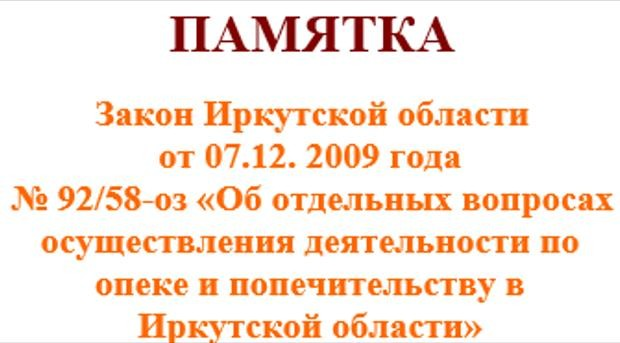 ПАМЯТКА
Закон Иркутской области
от 07.12. 2009 года
№ 92/58-оз «Об отдельных вопросах
осуществления деятельности по
опеке и попечительству в
Иркутской области»